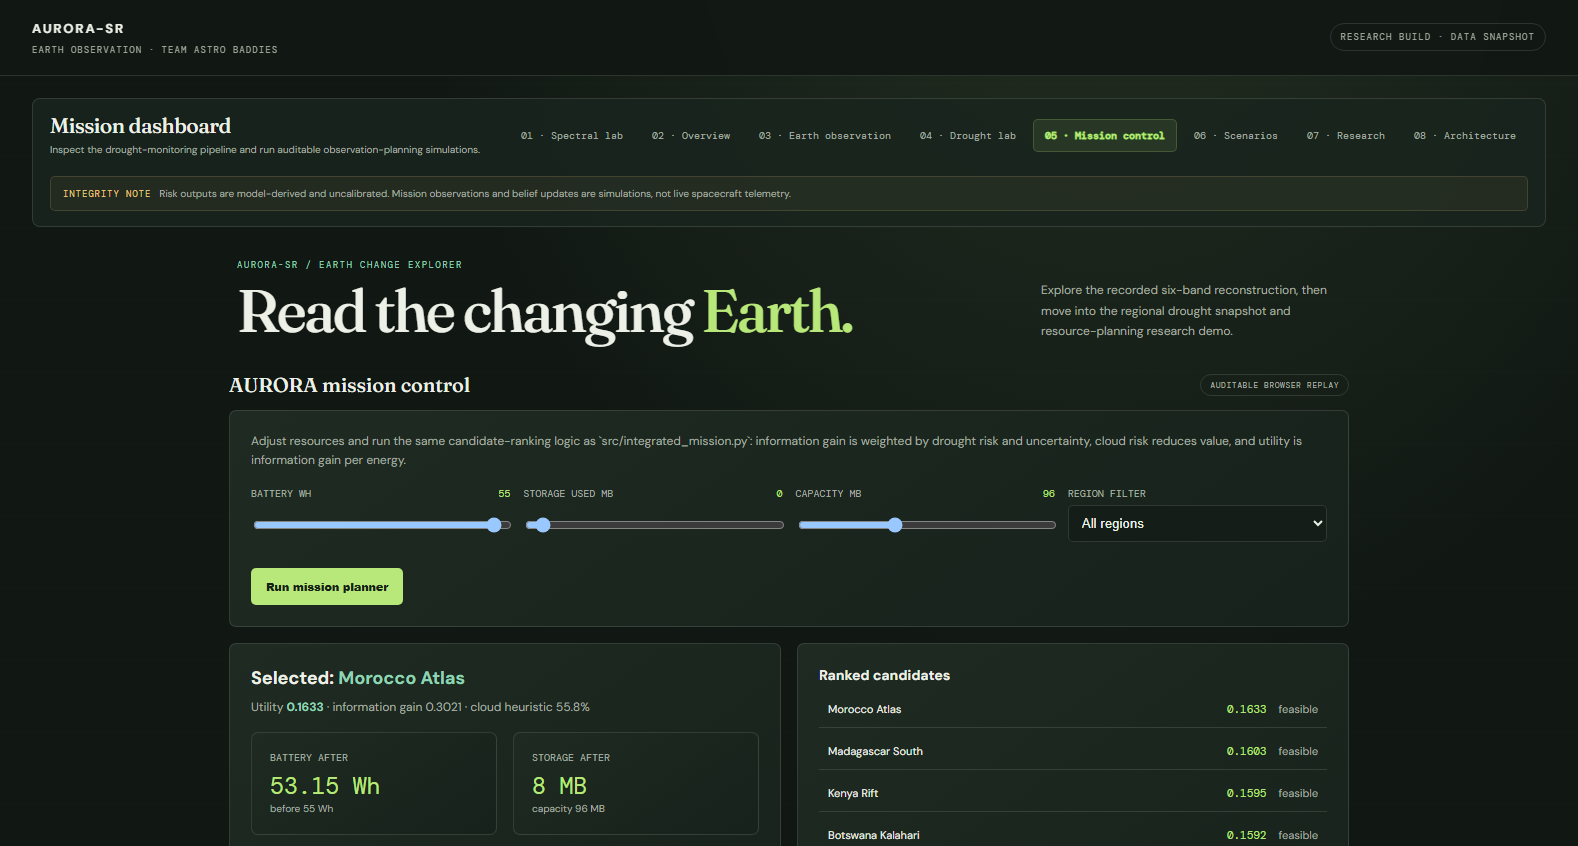 AURORA-SR
EARTH OBSERVATION · TEAM ASTRO BADDIES
RESEARCH BUILD · DATA SNAPSHOT
Mission dashboard
Inspect the drought-monitoring pipeline and run auditable observation-planning simulations.
01 · Spectral lab
02 · Overview
03 · Earth observation
04 · Drought lab
05 · Mission control
06 · Scenarios
07 · Research
08 · Architecture
INTEGRITY NOTE Risk outputs are model-derived and uncalibrated. Mission observations and belief updates are simulations, not live spacecraft telemetry.
AURORA-SR / EARTH CHANGE EXPLORER
Read the changing Earth.
Explore the recorded six-band reconstruction, then
move into the regional drought snapshot and
resource-planning research demo.
AURORA mission control
AUDITABLE BROWSER REPLAY
Adjust resources and run the same candidate-ranking logic as `src/integrated_mission.py`: information gain is weighted by drought risk and uncertainty, cloud risk reduces value, and utility is
information gain per energy.
BATTERY WH 55
STORAGE USED MB 0
CAPACITY MB 96
REGION FILTER
All regions
Run mission planner
Selected: Morocco Atlas
Utility 0.1633 · information gain 0.3021 · cloud heuristic 55.8%
BATTERY AFTER
53.15 Wh
before 55 Wh
STORAGE AFTER
8 MB
capacity 96 MB
Ranked candidates
Morocco Atlas 0.1633 feasible
Madagascar South 0.1603 feasible
Kenya Rift 0.1595 feasible
Botswana Kalahari 0.1592 feasible